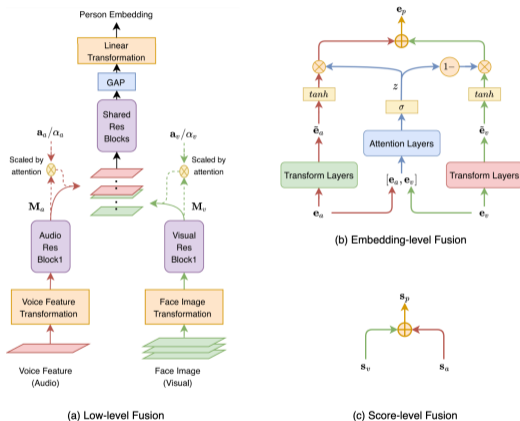 Person Embedding
Linear
Transformation
GAP
Shared
Res
Blocks
a_a/α_a
a_v/α_v
Scaled by
attention
Scaled by
attention
M_a
M_v
Audio
Res
Block1
Visual
Res
Block1
Voice Feature
Transformation
Face Image
Transformation
Voice Feature
(Audio)
Face Image
(Visual)
(a) Low-level Fusion
e_p
1−
z
tanh
σ
tanh
ẽ_a
ẽ_v
Attention Layers
Transform Layers
Transform Layers
[e_a, e_v]
e_a
e_v
(b) Embedding-level Fusion
s_p
s_v
s_a
(c) Score-level Fusion